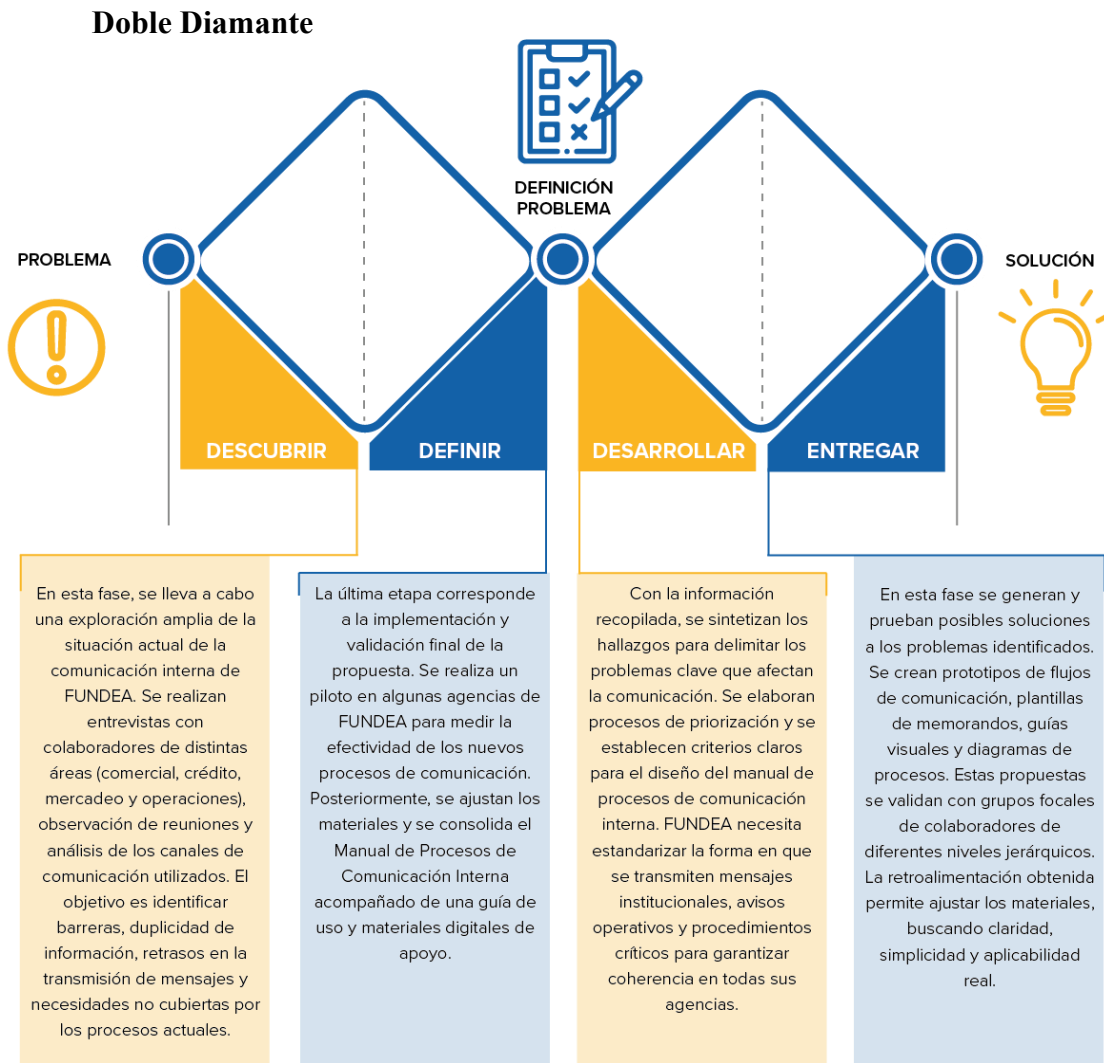 Doble Diamante
DEFINICIÓN
PROBLEMA
PROBLEMA
SOLUCIÓN
DESCUBRIR
DEFINIR
DESARROLLAR
ENTREGAR
En esta fase, se lleva a cabo
una exploración amplia de la
situación actual de la
comunicación interna de
FUNDEA. Se realizan
entrevistas con
colaboradores de distintas
áreas (comercial, crédito,
mercadeo y operaciones),
observación de reuniones y
análisis de los canales de
comunicación utilizados. El
objetivo es identificar
barreras, duplicidad de
información, retrasos en la
transmisión de mensajes y
necesidades no cubiertas por
los procesos actuales.
La última etapa corresponde
a la implementación y
validación final de la
propuesta. Se realiza un
piloto en algunas agencias de
FUNDEA para medir la
efectividad de los nuevos
procesos de comunicación.
Posteriormente, se ajustan los
materiales y se consolida el
Manual de Procesos de
Comunicación Interna
acompañado de una guía de
uso y materiales digitales de
apoyo.
Con la información
recopilada, se sintetizan los
hallazgos para delimitar los
problemas clave que afectan
la comunicación. Se elaboran
procesos de priorización y se
establecen criterios claros
para el diseño del manual de
procesos de comunicación
interna. FUNDEA necesita
estandarizar la forma en que
se transmiten mensajes
institucionales, avisos
operativos y procedimientos
críticos para garantizar
coherencia en todas sus
agencias.
En esta fase se generan y
prueban posibles soluciones
a los problemas identificados.
Se crean prototipos de flujos
de comunicación, plantillas
de memorandos, guías
visuales y diagramas de
procesos. Estas propuestas
se validan con grupos focales
de colaboradores de
diferentes niveles jerárquicos.
La retroalimentación obtenida
permite ajustar los materiales,
buscando claridad,
simplicidad y aplicabilidad
real.